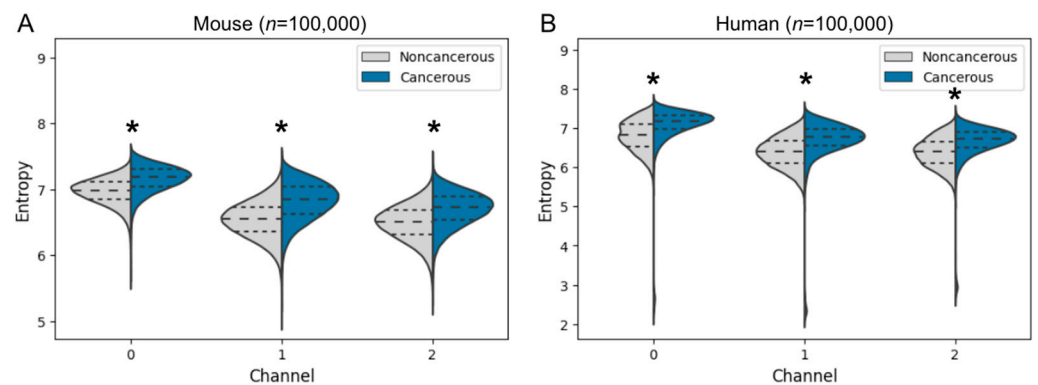 A
Mouse (n=100,000)
Noncancerous
Cancerous
* * *
Entropy
9
8
7
6
5
0 1 2
Channel
B
Human (n=100,000)
Noncancerous
Cancerous
* * *
Entropy
9
8
7
6
5
4
3
2
0 1 2
Channel